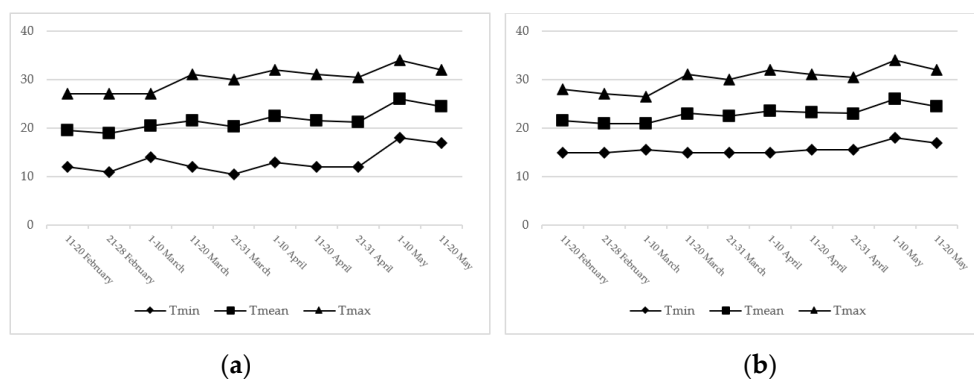 40
30
20
10
0
11-20 February
21-28 February
1-10 March
11-20 March
21-31 March
1-10 April
11-20 April
21-31 April
1-10 May
11-20 May
Tmin Tmean Tmax
(a)
40
30
20
10
0
11-20 February
21-28 February
1-10 March
11-20 March
21-31 March
1-10 April
11-20 April
21-31 April
1-10 May
11-20 May
Tmin Tmean Tmax
(b)